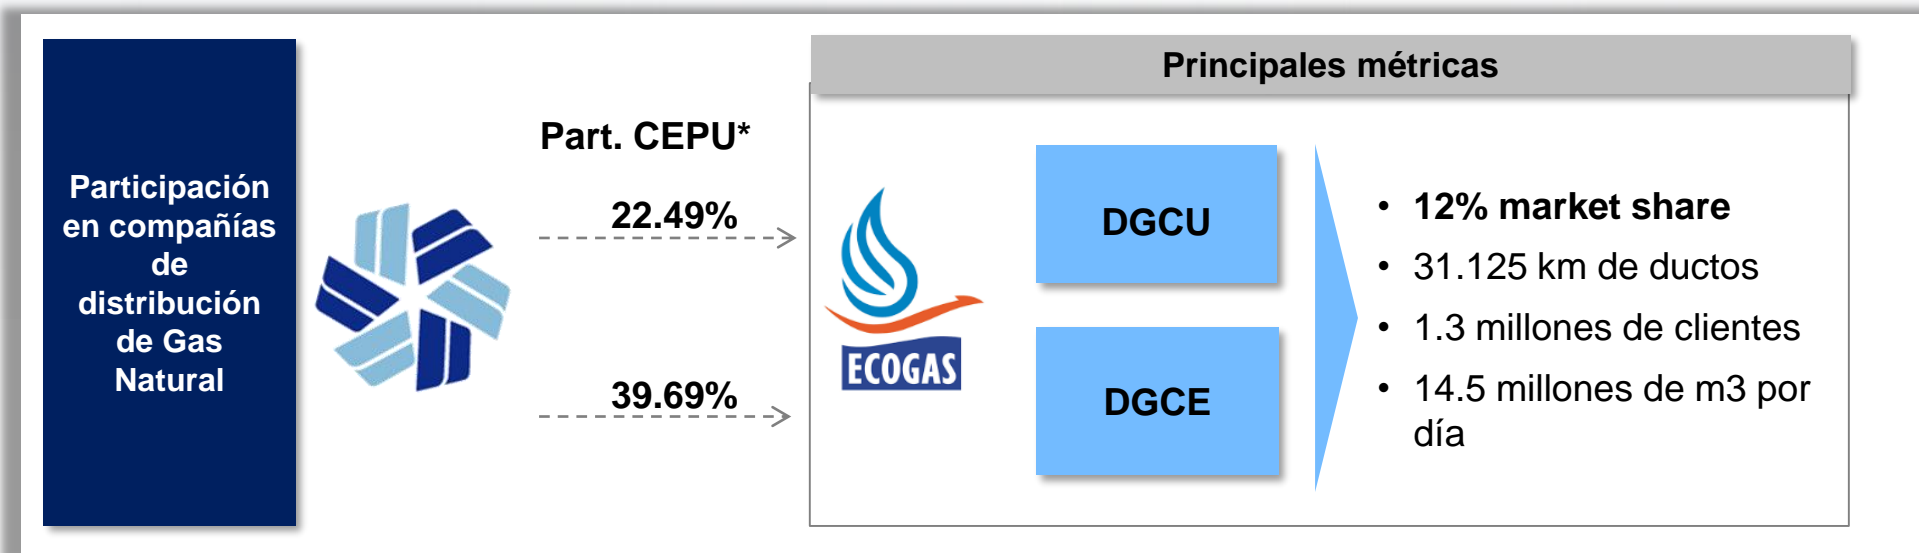 Principales métricas
Participación
en compañías
de
distribución
de Gas
Natural
Part. CEPU*
22.49%
39.69%
ECOGAS
DGCU
DGCE
• 12% market share
• 31.125 km de ductos
• 1.3 millones de clientes
• 14.5 millones de m3 por
día